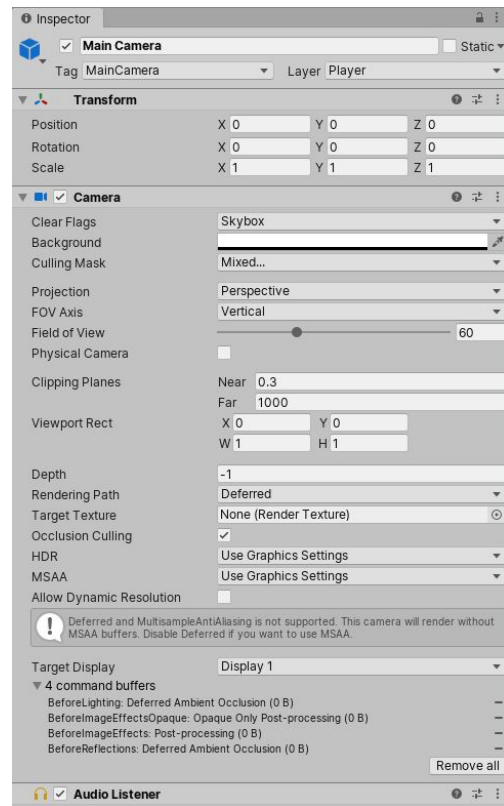 Inspector
Main Camera Static
Tag MainCamera Layer Player
Transform
Position X 0 Y 0 Z 0
Rotation X 0 Y 0 Z 0
Scale X 1 Y 1 Z 1
Camera
Clear Flags Skybox
Background
Culling Mask Mixed...
Projection Perspective
FOV Axis Vertical
Field of View 60
Physical Camera
Clipping Planes Near 0.3
Far 1000
Viewport Rect X 0 Y 0
W 1 H 1
Depth -1
Rendering Path Deferred
Target Texture None (Render Texture)
Occlusion Culling
HDR Use Graphics Settings
MSAA Use Graphics Settings
Allow Dynamic Resolution
Deferred and MultisampleAntiAliasing is not supported. This camera will render without
MSAA buffers. Disable Deferred if you want to use MSAA.
Target Display Display 1
4 command buffers
BeforeLighting: Deferred Ambient Occlusion (0 B)
BeforeImageEffectsOpaque: Opaque Only Post-processing (0 B)
BeforeImageEffects: Post-processing (0 B)
BeforeReflections: Deferred Ambient Occlusion (0 B)
Remove all
Audio Listener